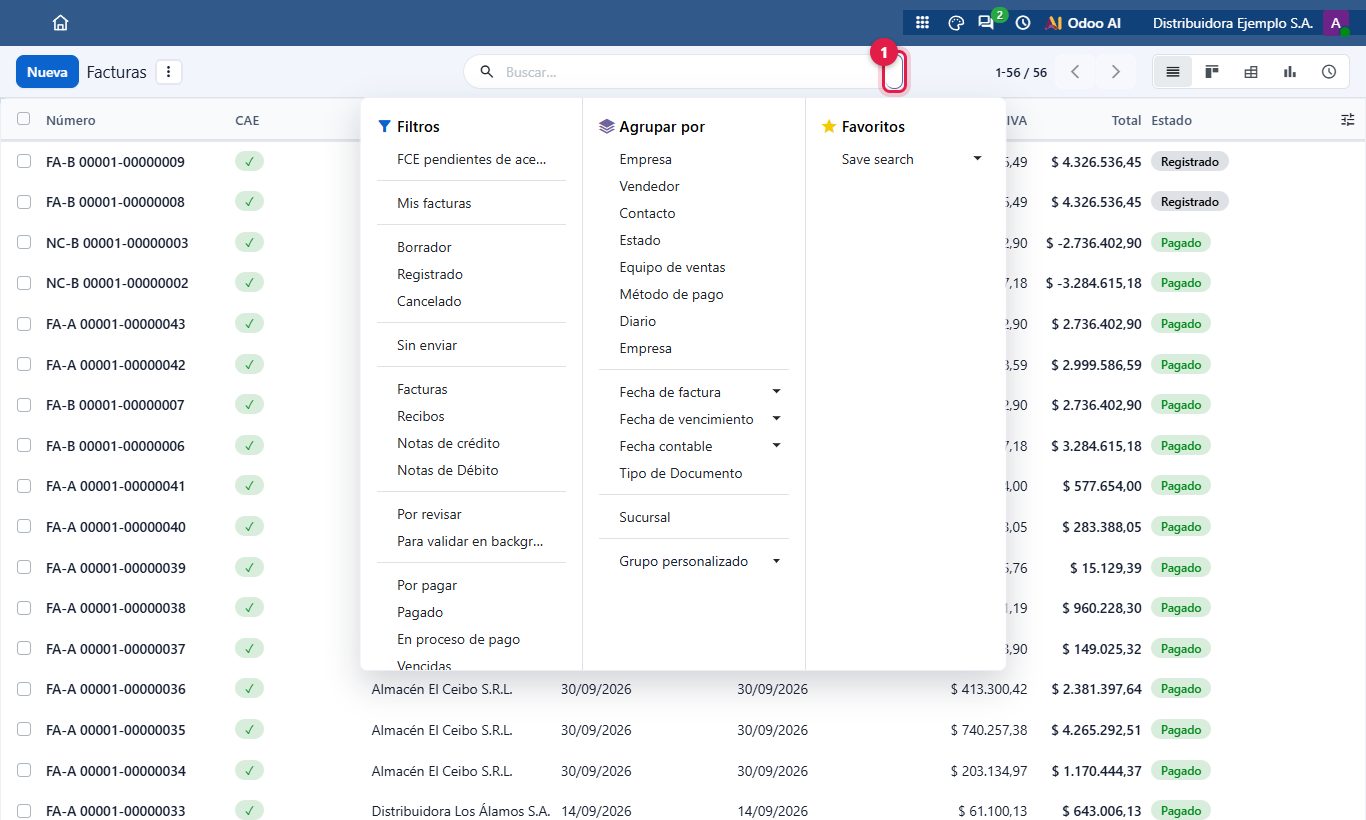 2
Odoo AI
Distribuidora Ejemplo S.A.
A
1
Nueva
Facturas
Buscar...
1-56 / 56
Número
CAE
IVA
Total
Estado
Filtros
FCE pendientes de ace...
Mis facturas
Borrador
Registrado
Cancelado
Sin enviar
Facturas
Recibos
Notas de crédito
Notas de Débito
Por revisar
Para validar en backgr...
Por pagar
Pagado
En proceso de pago
Vencidas
Agrupar por
Empresa
Vendedor
Contacto
Estado
Equipo de ventas
Método de pago
Diario
Empresa
Fecha de factura
Fecha de vencimiento
Fecha contable
Tipo de Documento
Sucursal
Grupo personalizado
Favoritos
Save search
FA-B 00001-00000009 ✓ ,49 $ 4.326.536,45 Registrado
FA-B 00001-00000008 ✓ ,49 $ 4.326.536,45 Registrado
NC-B 00001-00000003 ✓ ,90 $ -2.736.402,90 Pagado
NC-B 00001-00000002 ✓ ,18 $ -3.284.615,18 Pagado
FA-A 00001-00000043 ✓ ,90 $ 2.736.402,90 Pagado
FA-A 00001-00000042 ✓ ,59 $ 2.999.586,59 Pagado
FA-B 00001-00000007 ✓ ,90 $ 2.736.402,90 Pagado
FA-B 00001-00000006 ✓ ,18 $ 3.284.615,18 Pagado
FA-A 00001-00000041 ✓ ,00 $ 577.654,00 Pagado
FA-A 00001-00000040 ✓ ,05 $ 283.388,05 Pagado
FA-A 00001-00000039 ✓ ,76 $ 15.129,39 Pagado
FA-A 00001-00000038 ✓ ,19 $ 960.228,30 Pagado
FA-A 00001-00000037 ✓ ,90 $ 149.025,32 Pagado
FA-A 00001-00000036 ✓ Almacén El Ceibo S.R.L. 30/09/2026 30/09/2026 $ 413.300,42 $ 2.381.397,64 Pagado
FA-A 00001-00000035 ✓ Almacén El Ceibo S.R.L. 30/09/2026 30/09/2026 $ 740.257,38 $ 4.265.292,51 Pagado
FA-A 00001-00000034 ✓ Almacén El Ceibo S.R.L. 30/09/2026 30/09/2026 $ 203.134,97 $ 1.170.444,37 Pagado
FA-A 00001-00000033 ✓ Distribuidora Los Álamos S.A. 14/09/2026 14/09/2026 $ 61.100,13 $ 643.006,13 Pagado